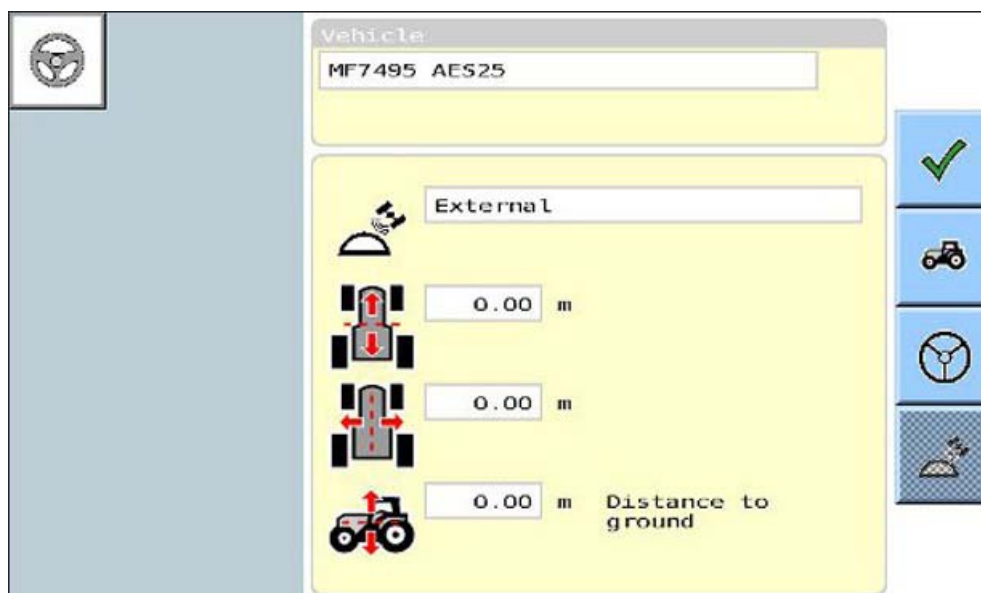 Vehicle
MF7495 AES25
External
0.00 m
0.00 m
0.00 m Distance to
ground